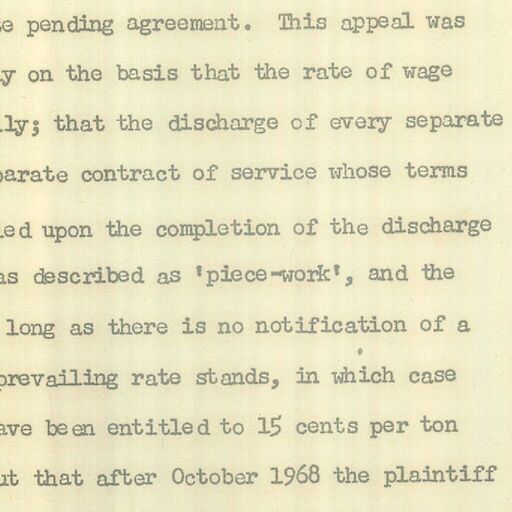 e pending agreement. This appeal was
y on the basis that the rate of wage
ly; that the discharge of every separate
parate contract of service whose terms
ed upon the completion of the discharge
as described as 'piece-work', and the
long as there is no notification of a
prevailing rate stands, in which case
ave been entitled to 15 cents per ton
ut that after October 1968 the plaintiff